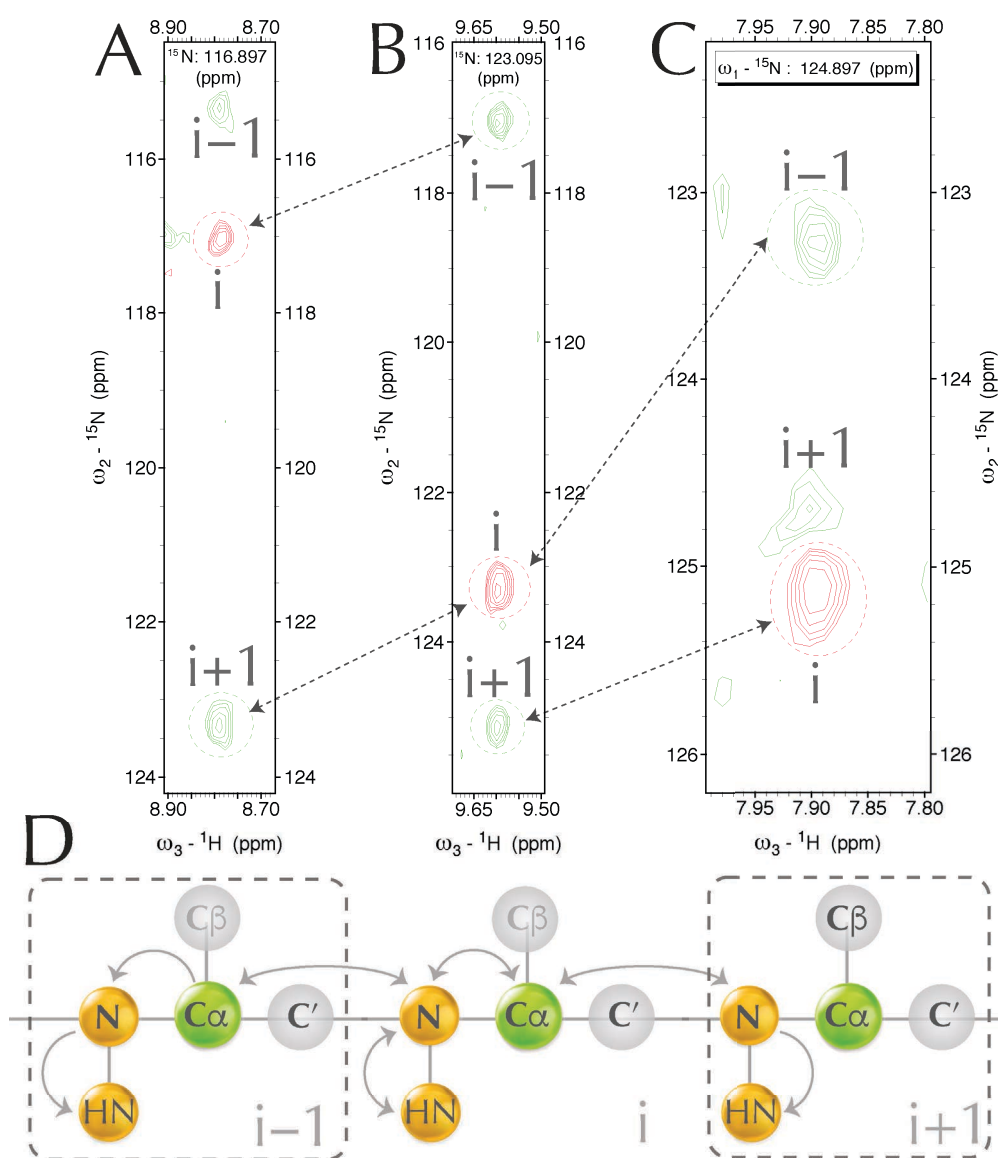 A
8.90 8.70
¹⁵N: 116.897
(ppm)
i−1
i
i+1
116
118
120
122
124
116
118
120
122
124
ω₂ - ¹⁵N (ppm)
8.90 8.70
ω₃ - ¹H (ppm)
B
9.65 9.50
¹⁵N: 123.095
(ppm)
i−1
i
i+1
116
118
120
122
124
116
118
120
122
124
ω₂ - ¹⁵N (ppm)
9.65 9.50
ω₃ - ¹H (ppm)
C
7.95 7.90 7.85 7.80
ω₁ - ¹⁵N : 124.897 (ppm)
i−1
i+1
i
123
124
125
126
123
124
125
126
ω₂ - ¹⁵N (ppm)
7.95 7.90 7.85 7.80
ω₃ - ¹H (ppm)
D
Cβ Cβ Cβ
N Cα C′ N Cα C′ N Cα C′
HN HN HN
i−1 i i+1